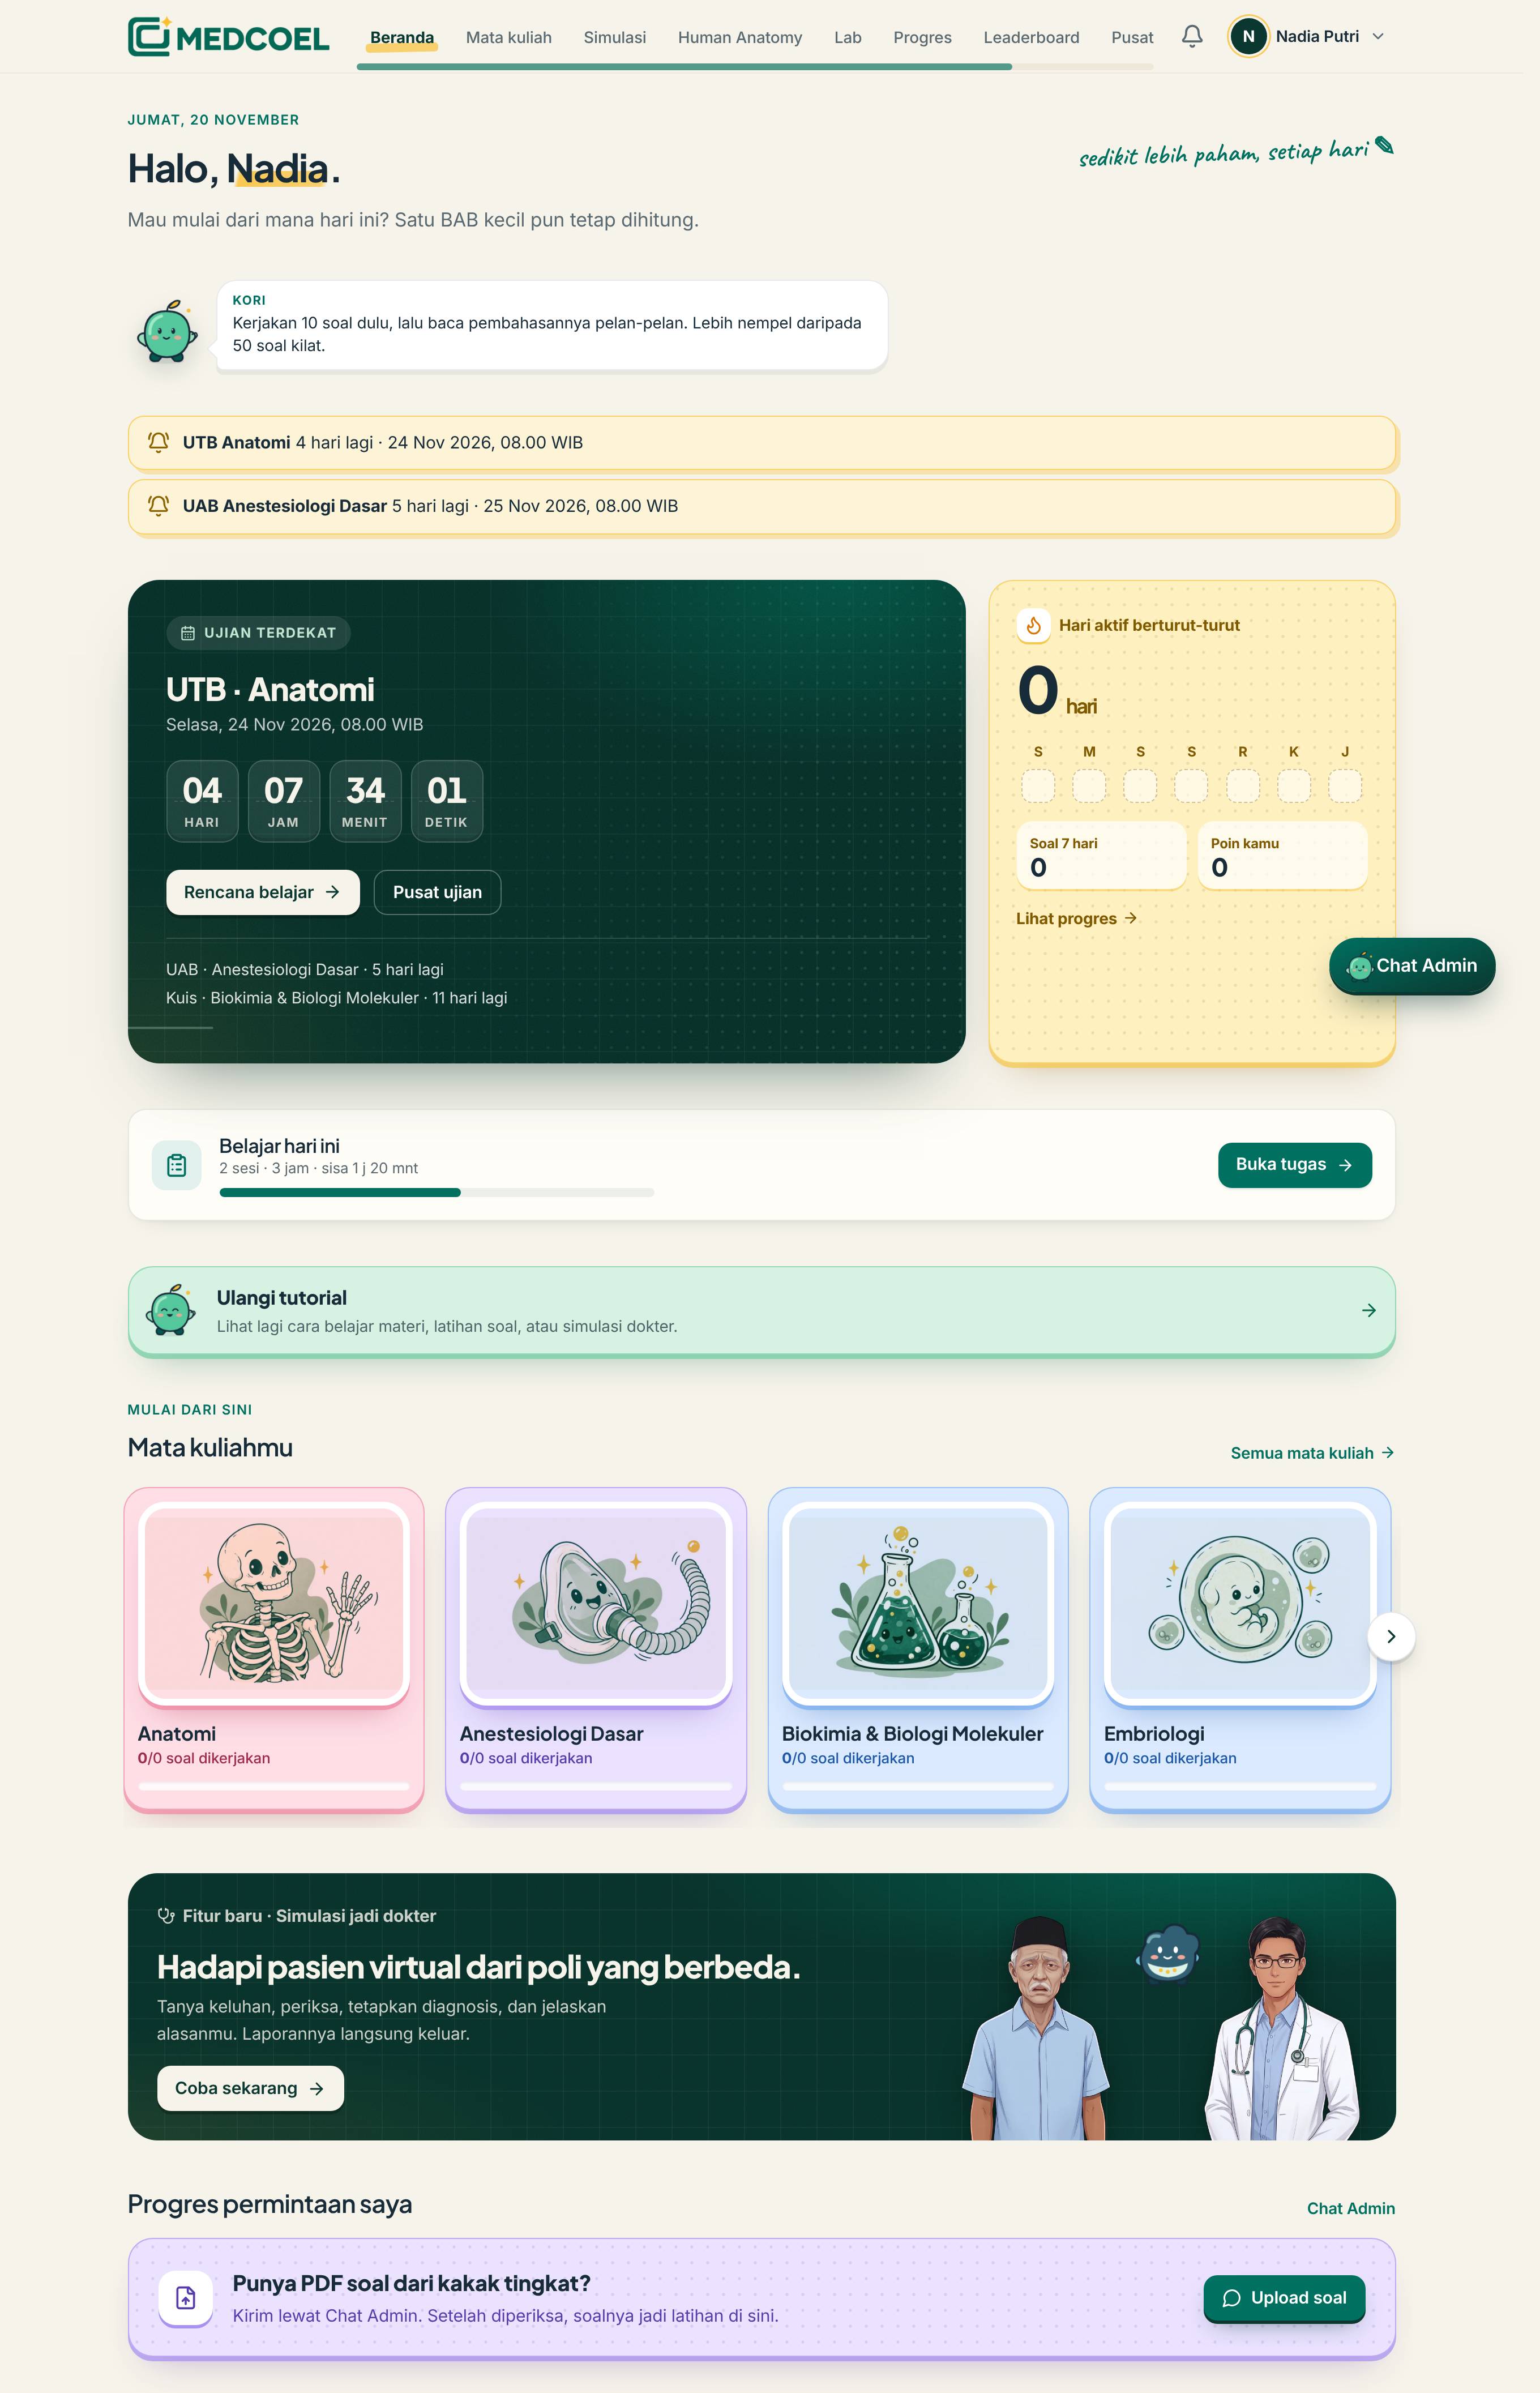 MEDCOEL
Beranda
Mata kuliah
Simulasi
Human Anatomy
Lab
Progres
Leaderboard
Pusat
N
Nadia Putri
JUMAT, 20 NOVEMBER
Halo, Nadia.
sedikit lebih paham, setiap hari
Mau mulai dari mana hari ini? Satu BAB kecil pun tetap dihitung.
KORI
Kerjakan 10 soal dulu, lalu baca pembahasannya pelan-pelan. Lebih nempel daripada
50 soal kilat.
UTB Anatomi 4 hari lagi · 24 Nov 2026, 08.00 WIB
UAB Anestesiologi Dasar 5 hari lagi · 25 Nov 2026, 08.00 WIB
UJIAN TERDEKAT
UTB · Anatomi
Selasa, 24 Nov 2026, 08.00 WIB
04 07 34 01
HARI JAM MENIT DETIK
Rencana belajar
Pusat ujian
UAB · Anestesiologi Dasar · 5 hari lagi
Kuis · Biokimia & Biologi Molekuler · 11 hari lagi
Hari aktif berturut-turut
0 hari
S M S S R K J
Soal 7 hari
0
Poin kamu
0
Lihat progres
Chat Admin
Belajar hari ini
2 sesi · 3 jam · sisa 1 j 20 mnt
Buka tugas
Ulangi tutorial
Lihat lagi cara belajar materi, latihan soal, atau simulasi dokter.
MULAI DARI SINI
Mata kuliahmu
Semua mata kuliah
Anatomi
0/0 soal dikerjakan
Anestesiologi Dasar
0/0 soal dikerjakan
Biokimia & Biologi Molekuler
0/0 soal dikerjakan
Embriologi
0/0 soal dikerjakan
Fitur baru · Simulasi jadi dokter
Hadapi pasien virtual dari poli yang berbeda.
Tanya keluhan, periksa, tetapkan diagnosis, dan jelaskan
alasanmu. Laporannya langsung keluar.
Coba sekarang
Progres permintaan saya
Chat Admin
Punya PDF soal dari kakak tingkat?
Kirim lewat Chat Admin. Setelah diperiksa, soalnya jadi latihan di sini.
Upload soal